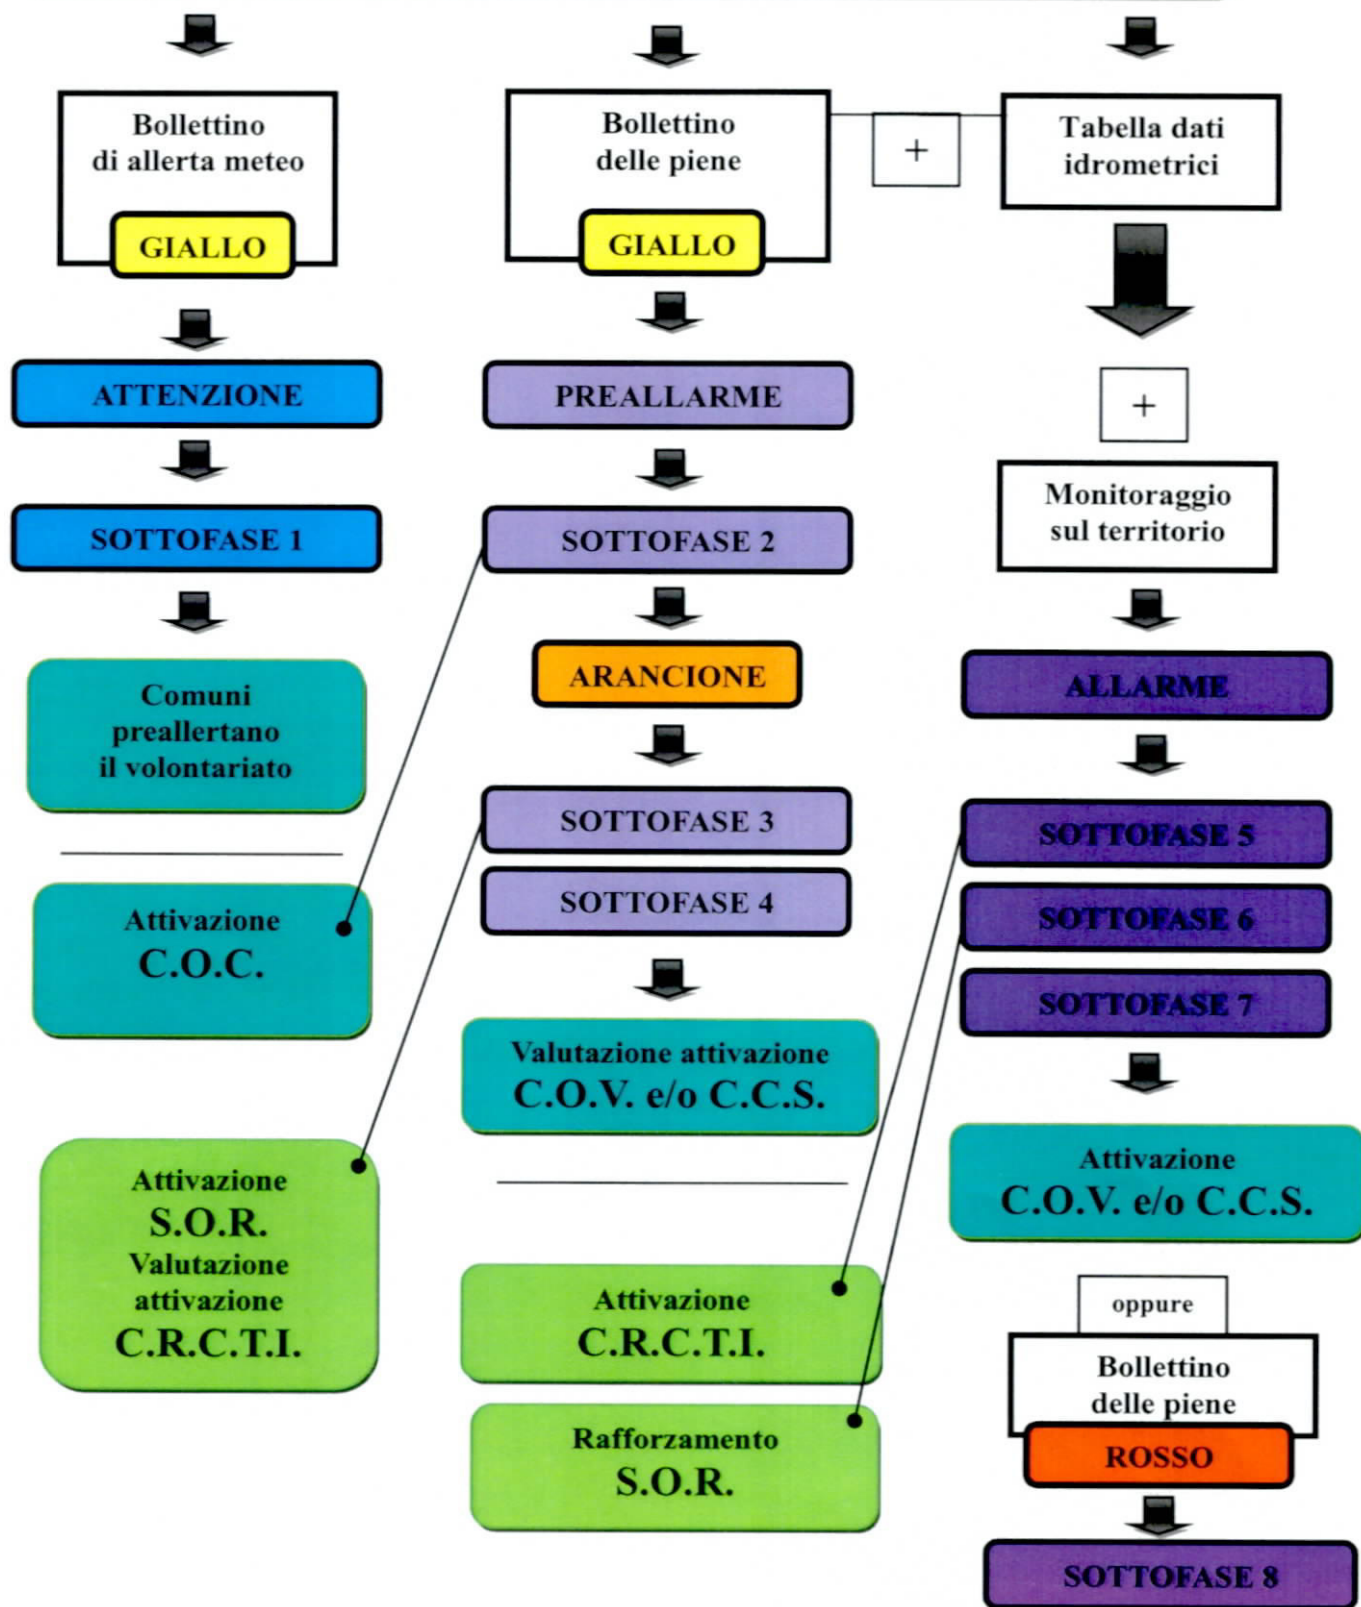 Bollettino
di allerta meteo
GIALLO
ATTENZIONE
SOTTOFASE 1
Comuni
preallertano
il volontariato
Attivazione
C.O.C.
Attivazione
S.O.R.
Valutazione
attivazione
C.R.C.T.I.
Bollettino
delle piene
GIALLO
+
PREALLARME
SOTTOFASE 2
ARANCIONE
SOTTOFASE 3
SOTTOFASE 4
Valutazione attivazione
C.O.V. e/o C.C.S.
Attivazione
C.R.C.T.I.
Rafforzamento
S.O.R.
Tabella dati
idrometrici
+
Monitoraggio
sul territorio
ALLARME
SOTTOFASE 5
SOTTOFASE 6
SOTTOFASE 7
Attivazione
C.O.V. e/o C.C.S.
oppure
Bollettino
delle piene
ROSSO
SOTTOFASE 8